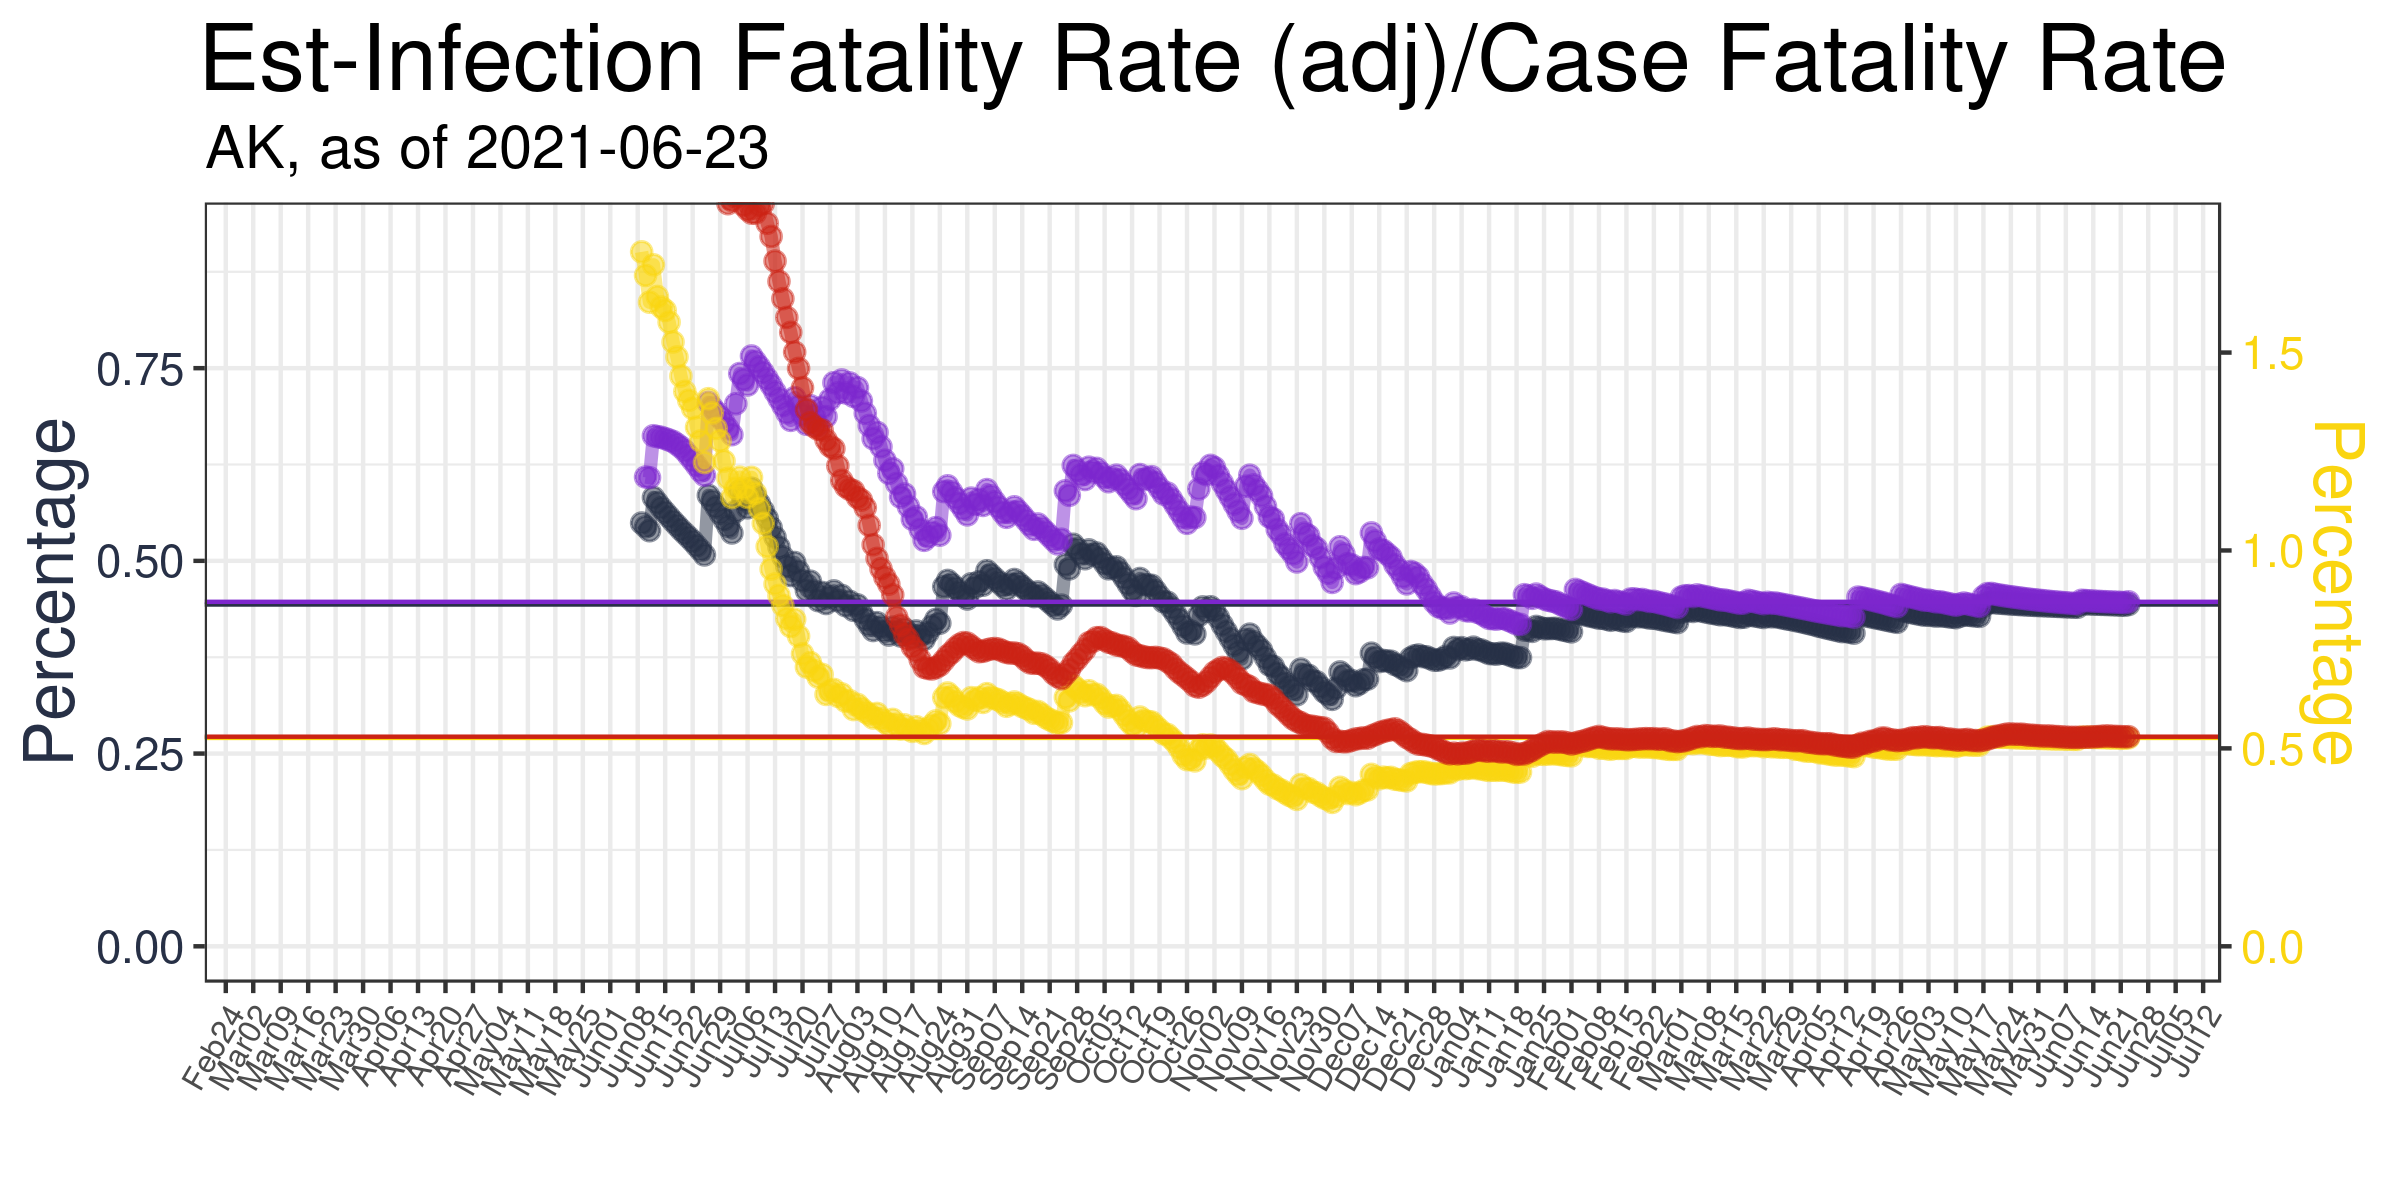 Est-Infection Fatality Rate (adj)/Case Fatality Rate
AK, as of 2021-06-23
Percentage
0.75
0.50
0.25
0.00
1.5
1.0
0.5
0.0
Percentage
Feb24
Mar02
Mar09
Mar16
Mar23
Mar30
Apr06
Apr13
Apr20
Apr27
May04
May11
May18
May25
Jun01
Jun08
Jun15
Jun22
Jun29
Jul06
Jul13
Jul20
Jul27
Aug03
Aug10
Aug17
Aug24
Aug31
Sep07
Sep14
Sep21
Sep28
Oct05
Oct12
Oct19
Oct26
Nov02
Nov09
Nov16
Nov23
Nov30
Dec07
Dec14
Dec21
Dec28
Jan04
Jan11
Jan18
Jan25
Feb01
Feb08
Feb15
Feb22
Mar01
Mar08
Mar15
Mar22
Mar29
Apr05
Apr12
Apr19
Apr26
May03
May10
May17
May24
May31
Jun07
Jun14
Jun21
Jun28
Jul05
Jul12